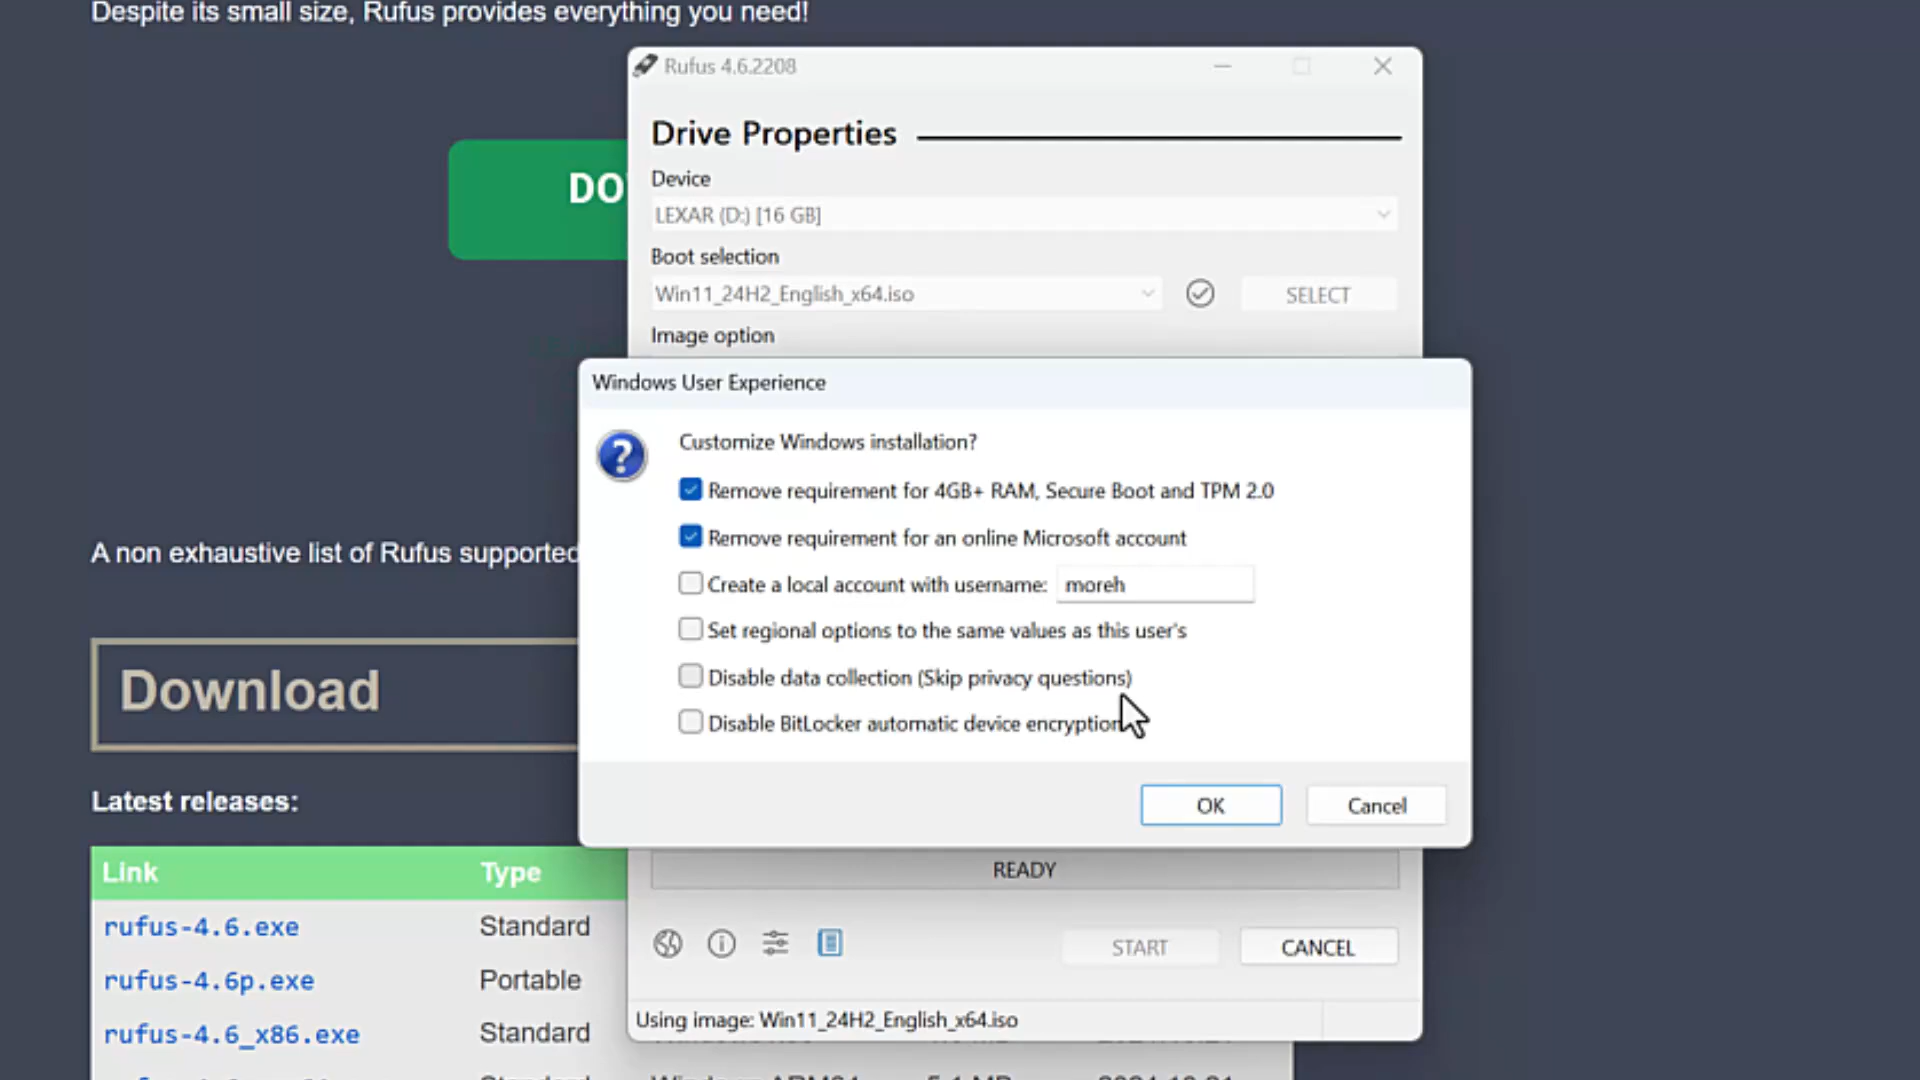 Despite its small size, Rufus provides everything you need!
Rufus 4.6.2208
Drive Properties
Device
LEXAR (D:) [16 GB]
Boot selection
Win11_24H2_English_x64.iso
SELECT
Image option
DO
Windows User Experience
Customize Windows installation?
Remove requirement for 4GB+ RAM, Secure Boot and TPM 2.0
Remove requirement for an online Microsoft account
Create a local account with username: moreh
Set regional options to the same values as this user's
Disable data collection (Skip privacy questions)
Disable BitLocker automatic device encryption
OK Cancel
A non exhaustive list of Rufus supported
Download
Latest releases:
Link Type
rufus-4.6.exe Standard
rufus-4.6p.exe Portable
rufus-4.6_x86.exe Standard
READY
START CANCEL
Using image: Win11_24H2_English_x64.iso